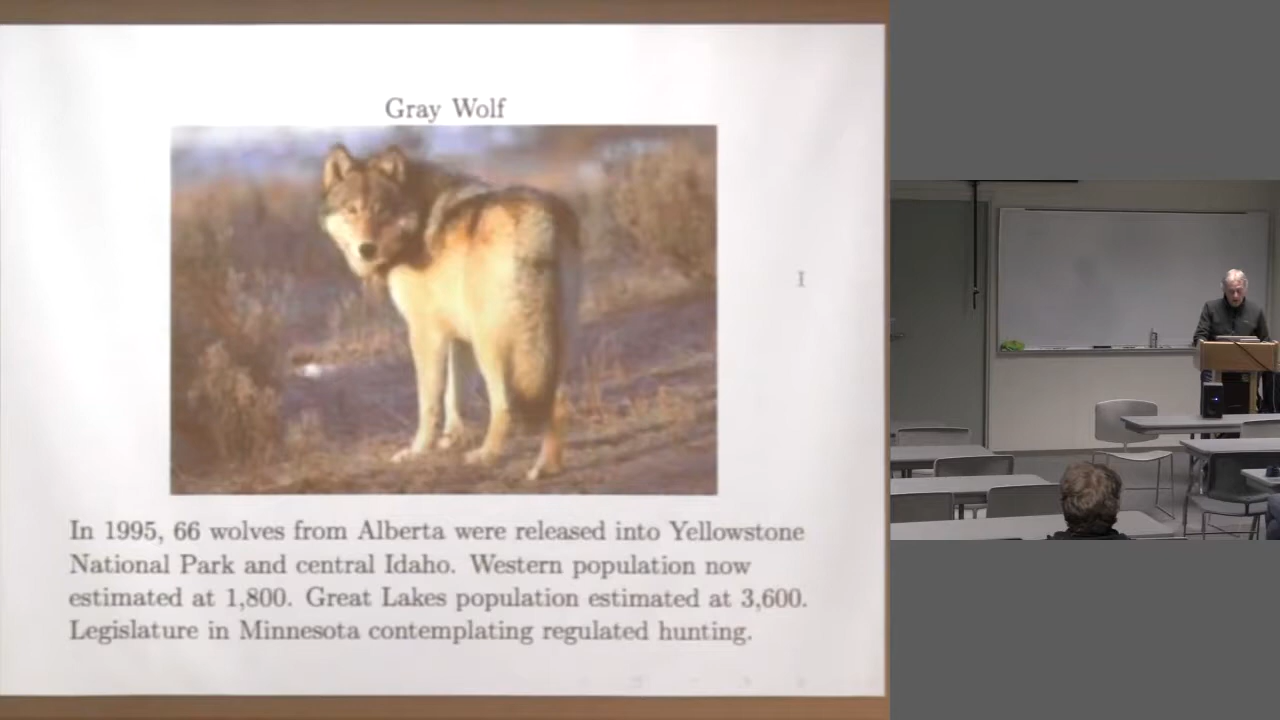 Gray Wolf
In 1995, 66 wolves from Alberta were released into Yellowstone
National Park and central Idaho. Western population now
estimated at 1,800. Great Lakes population estimated at 3,600.
Legislature in Minnesota contemplating regulated hunting.